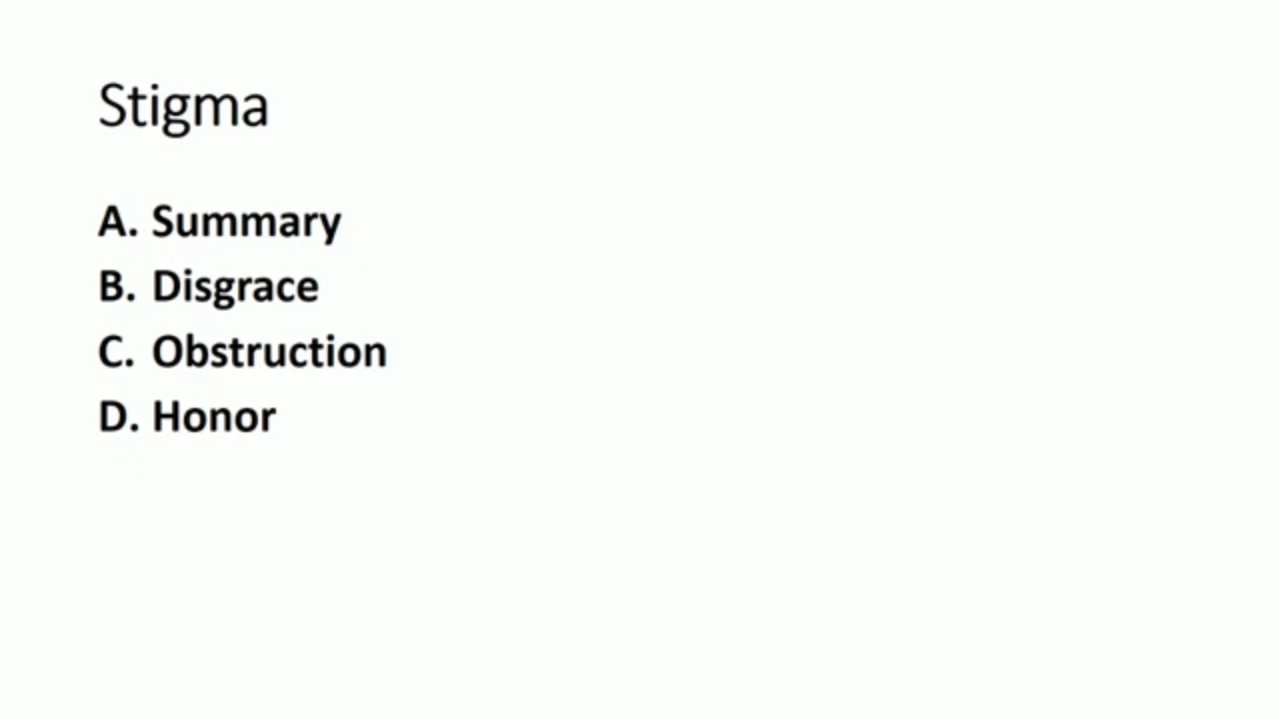 Stigma
A. Summary
B. Disgrace
C. Obstruction
D. Honor